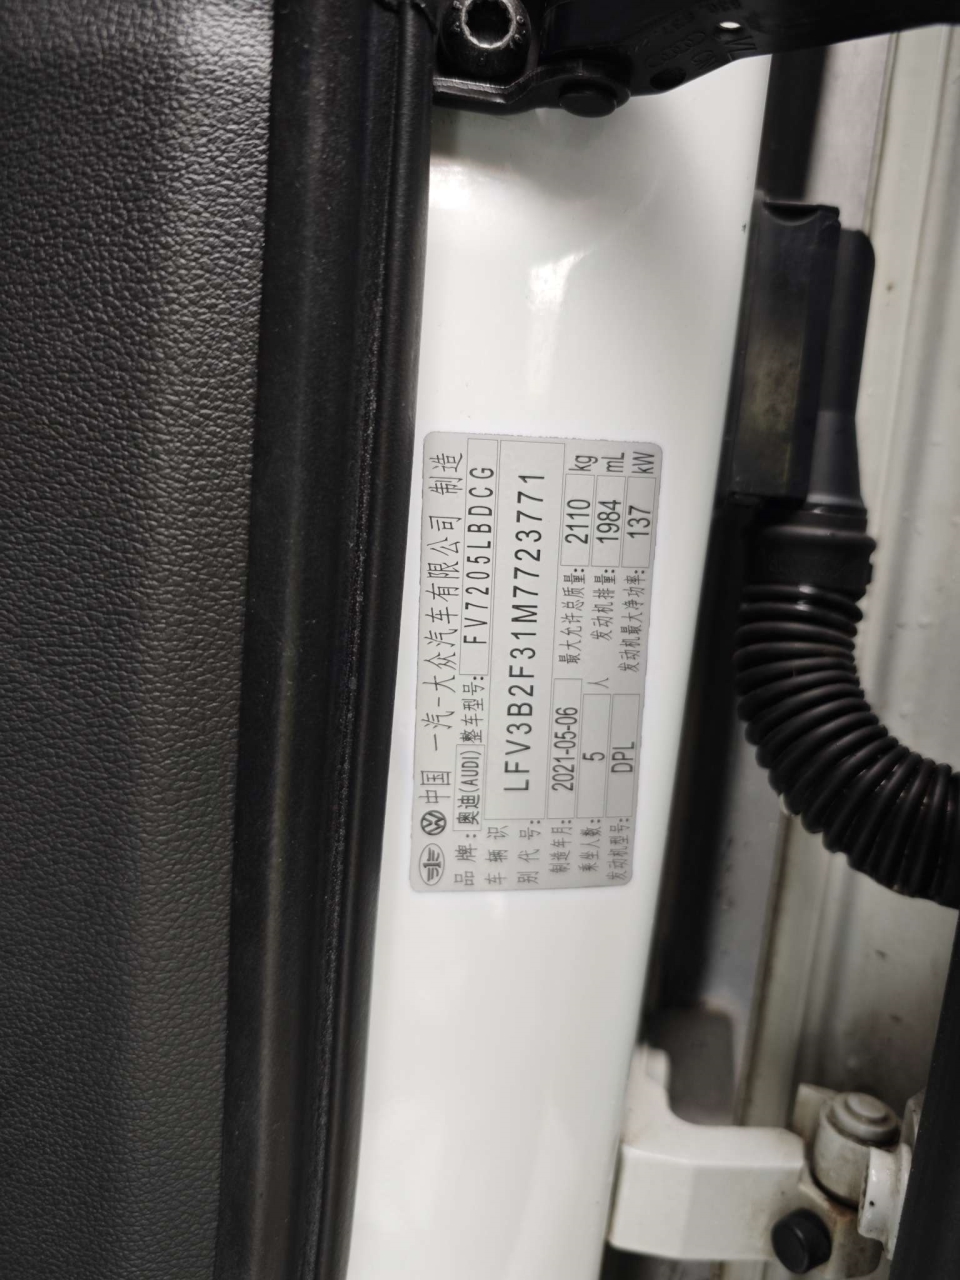 中国 一汽-大众汽车有限公司 制造
品牌: 奥迪(AUDI) 整车型号: FV7205LBDCG
车辆识别代号: LFV3B2F31M7723771
制造年月: 2021-05-06 最大允许总质量: 2110 kg
乘坐人数: 5 人 发动机排量: 1984 mL
发动机型号: DPL 发动机最大净功率: 137 kW